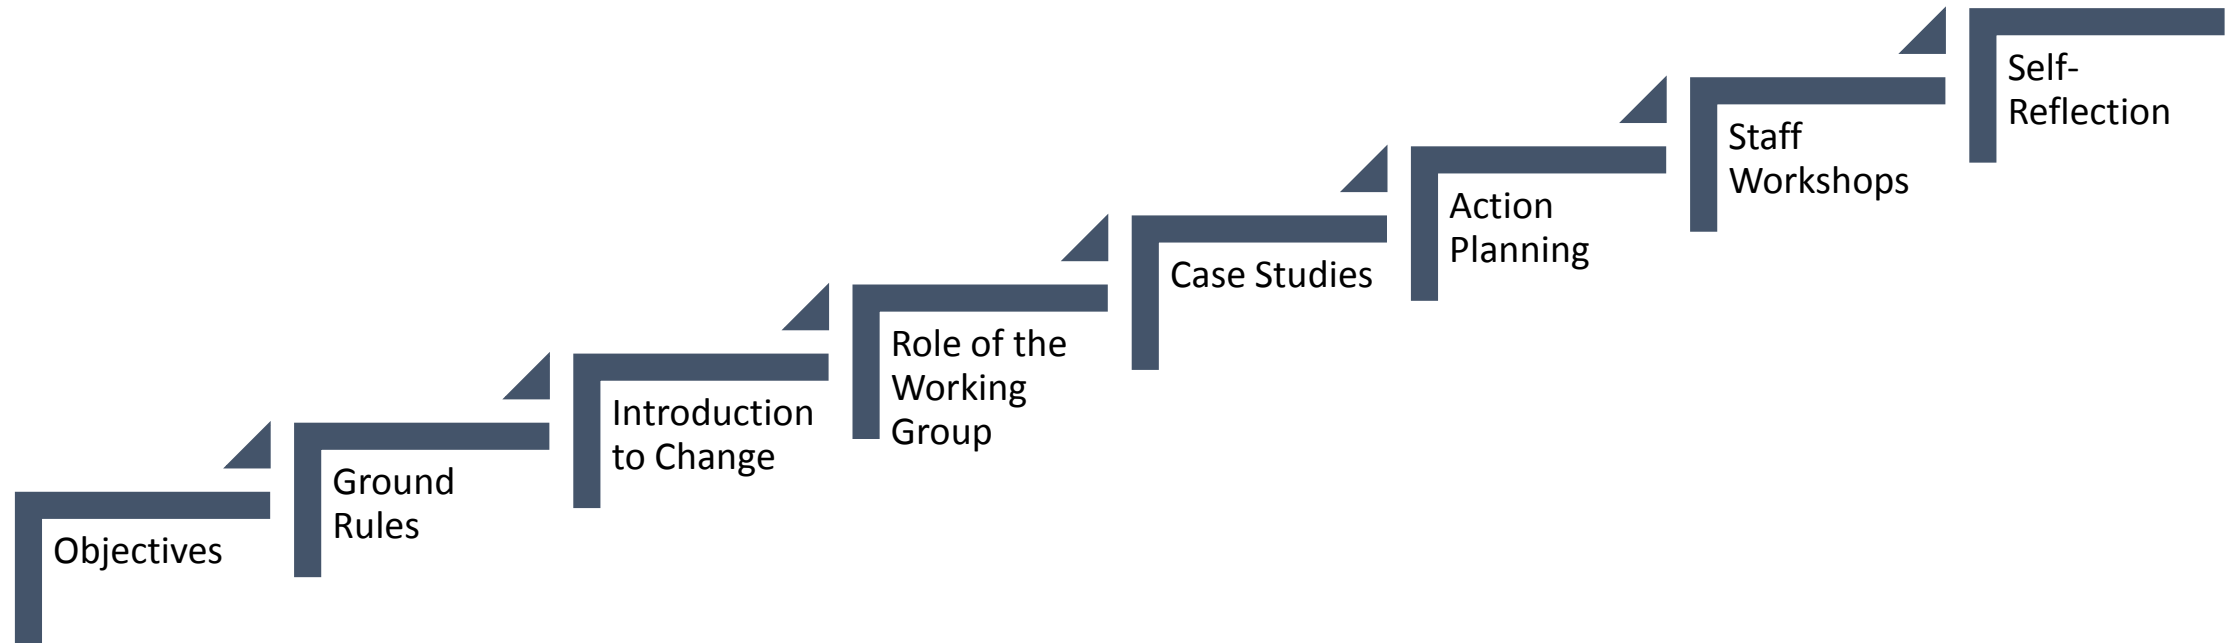 Objectives
Ground
Rules
Introduction
to Change
Role of the
Working
Group
Case Studies
Action
Planning
Staff
Workshops
Self-
Reflection